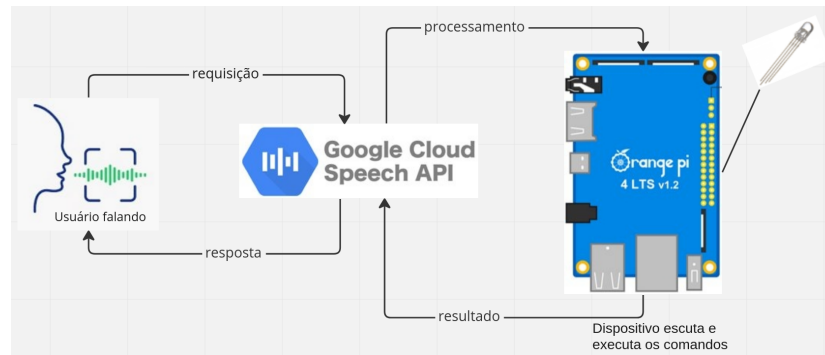 processamento
requisição
Google Cloud
Speech API
Usuário falando
range pi
4 LTS v1.2
resposta
resultado
Dispositivo escuta e
executa os comandos